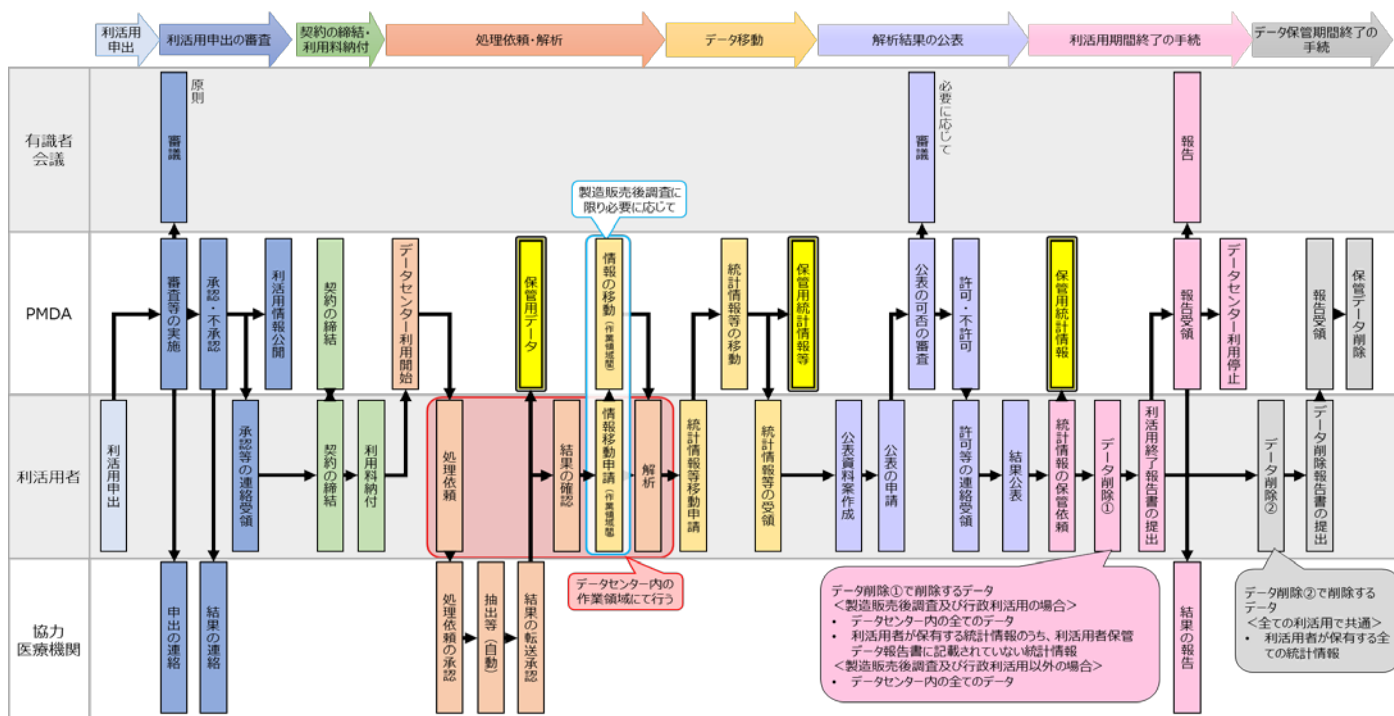 利活用
申出
利活用申出の審査
契約の締結・
利用料納付
処理依頼・解析
データ移動
解析結果の公表
利活用期間終了の手続
データ保管期間終了の
手続
有識者
会議
審議
原則
製造販売後調査に
限り必要に応じて
審議
必要に応じて
報告
PMDA
審査等の実施
承認・不承認
利活用情報公開
契約の締結
データセンター利用開始
保管用データ
情報の移動(作業領域間)
統計情報等の移動
保管用統計情報等
公表の可否の審査
許可・不許可
保管用統計情報
報告受領
データセンター利用停止
報告受領
保管データ削除
利活用者
利活用申出
承認等の連絡受領
契約の締結
利用料納付
処理依頼
結果の確認
情報移動申請(作業領域間)
解析
統計情報等移動申請
統計情報等の受領
公表資料案作成
公表の申請
許可等の連絡受領
結果公表
統計情報の保管依頼
データ削除①
利活用終了報告書の提出
データ削除②
データ削除報告書の提出
データセンター内の
作業領域にて行う
協力
医療機関
申出の連絡
結果の連絡
処理依頼の承認
抽出等(自動)
結果の転送承認
データ削除①で削除するデータ
<製造販売後調査及び行政利活用の場合>
• データセンター内の全てのデータ
• 利活用者が保有する統計情報のうち、利活用者保管
データ報告書に記載されていない統計情報
<製造販売後調査及び行政利活用以外の場合>
• データセンター内の全てのデータ
結果の報告
データ削除②で削除する
データ
<全ての利活用で共通>
• 利活用者が保有する全
ての統計情報